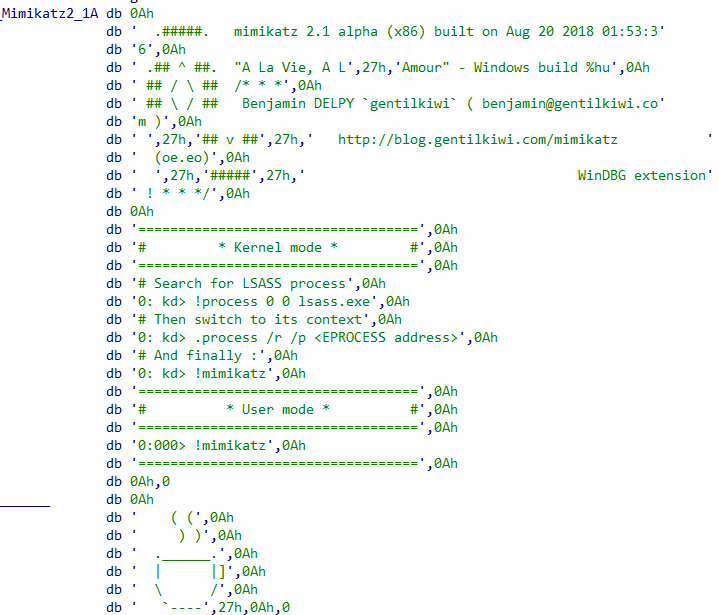 _Mimikatz2_1A db 0Ah
db '  .#####.   mimikatz 2.1 alpha (x86) built on Aug 20 2018 01:53:3'
db '6',0Ah
db ' .## ^ ##.  "A La Vie, A L',27h,'Amour" - Windows build %hu',0Ah
db ' ## / \ ##  /* * *',0Ah
db ' ## \ / ##   Benjamin DELPY `gentilkiwi` ( benjamin@gentilkiwi.co'
db 'm )',0Ah
db ' ',27h,'## v ##',27h,'   http://blog.gentilkiwi.com/mimikatz           '
db '  (oe.eo)',0Ah
db '  ',27h,'#####',27h,'                                  WinDBG extension'
db ' ! * * */',0Ah
db 0Ah
db '===================================',0Ah
db '#         * Kernel mode *         #',0Ah
db '===================================',0Ah
db '# Search for LSASS process',0Ah
db '0: kd> !process 0 0 lsass.exe',0Ah
db '# Then switch to its context',0Ah
db '0: kd> .process /r /p <EPROCESS address>',0Ah
db '# And finally :',0Ah
db '0: kd> !mimikatz',0Ah
db '===================================',0Ah
db '#          * User mode *          #',0Ah
db '===================================',0Ah
db '0:000> !mimikatz',0Ah
db '===================================',0Ah
db 0Ah,0
db 0Ah
db '    ( (',0Ah
db '     ) )',0Ah
db '  .______.',0Ah
db '  |      |]',0Ah
db '  \      /',0Ah
db '   `----',27h,0Ah,0